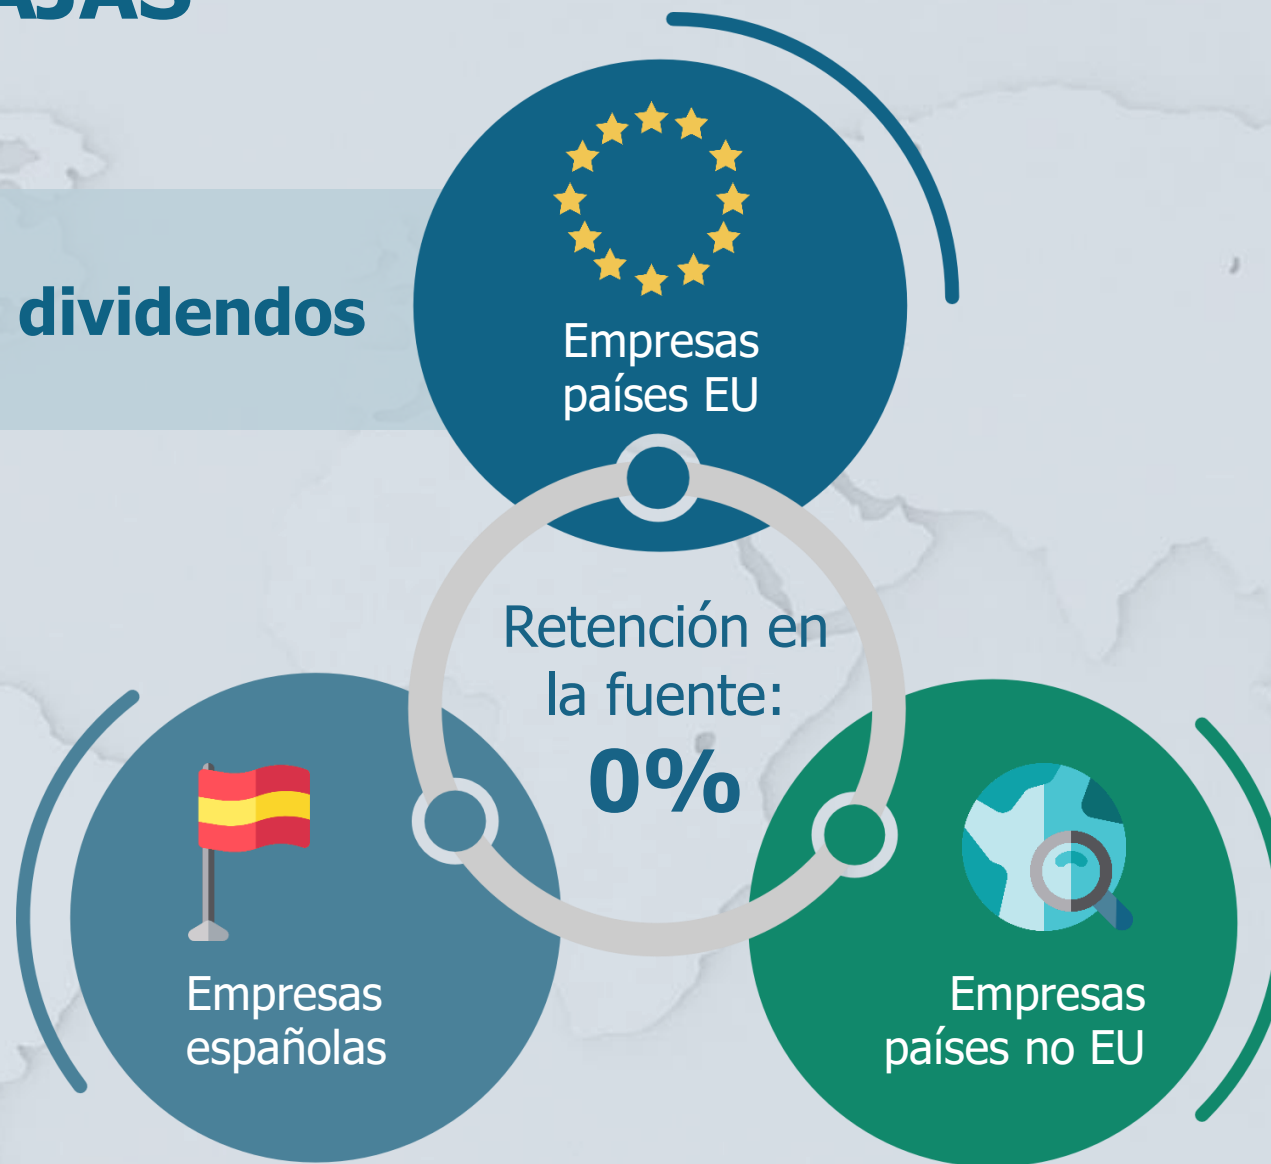 dividendos
Empresas
países EU
Retención en
la fuente:
0%
Empresas
españolas
Empresas
países no EU